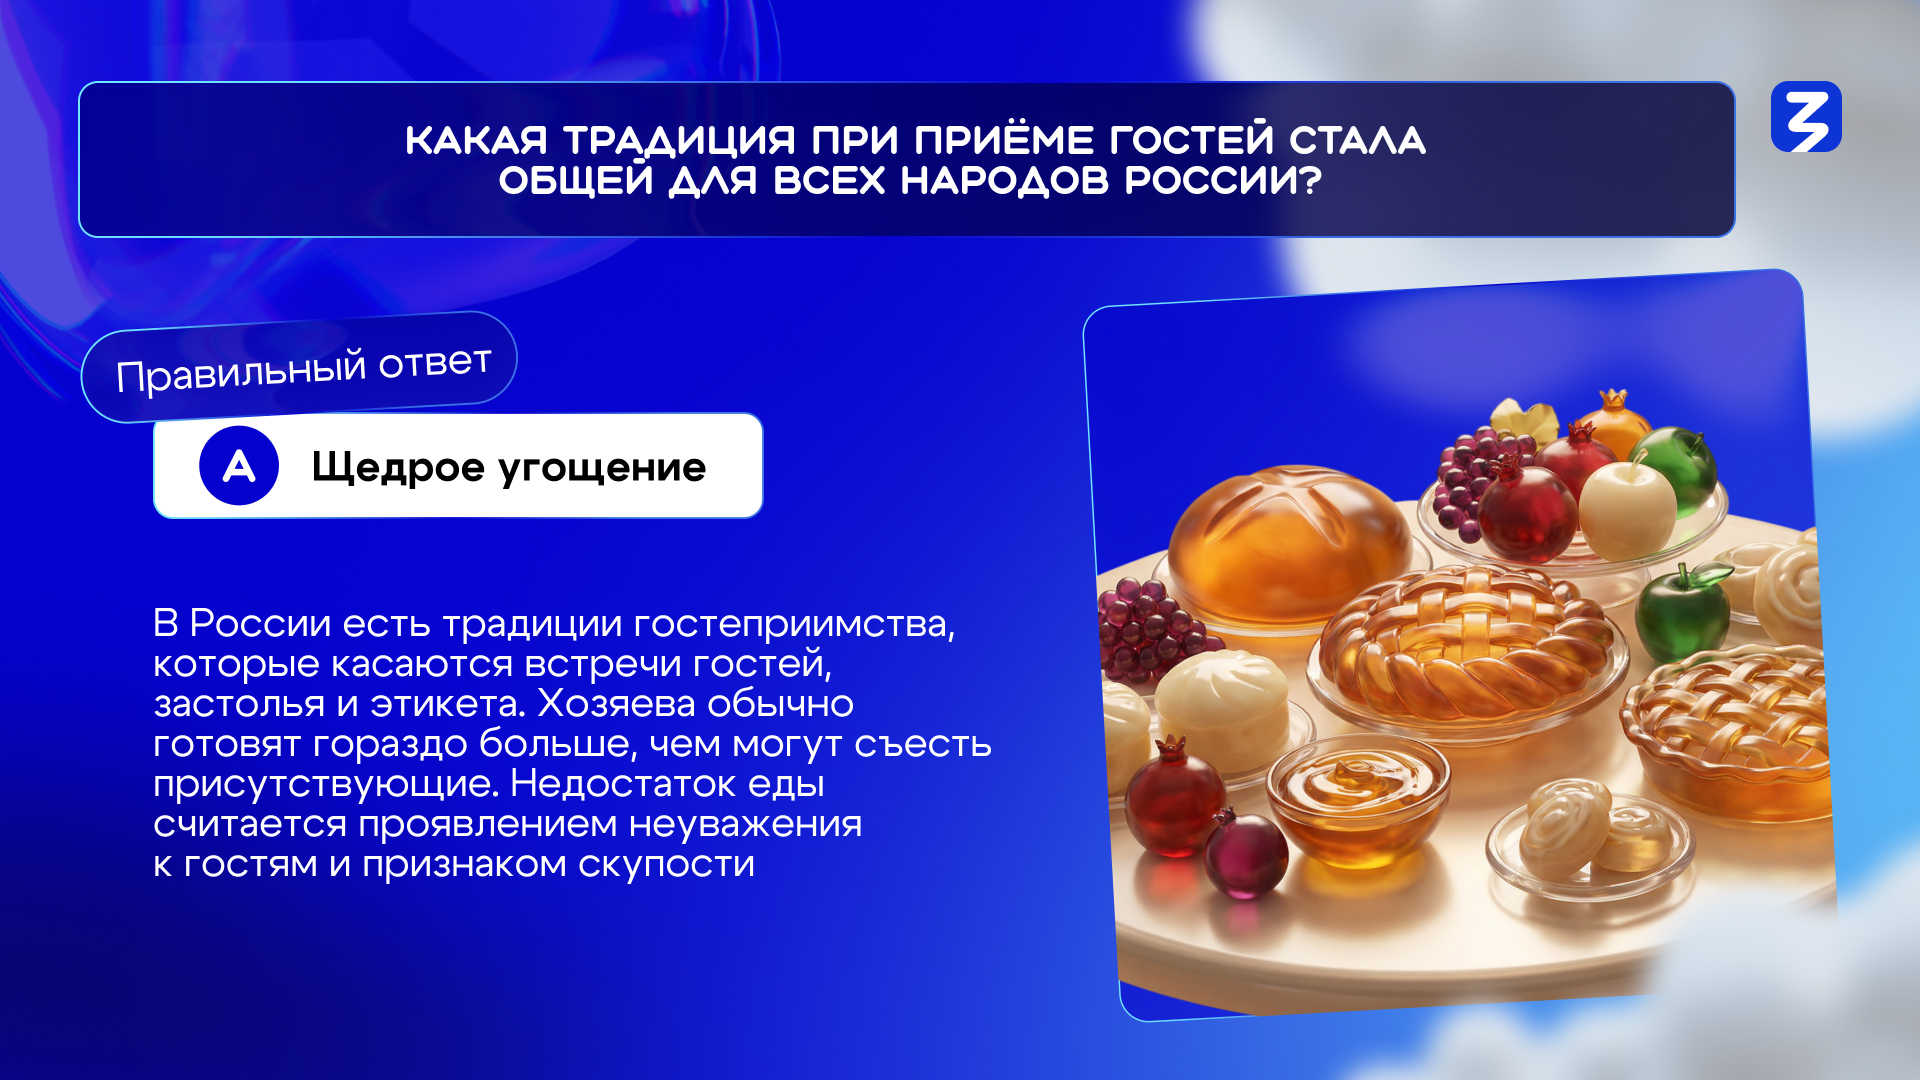 КАКАЯ ТРАДИЦИЯ ПРИ ПРИЁМЕ ГОСТЕЙ СТАЛА
ОБЩЕЙ ДЛЯ ВСЕХ НАРОДОВ РОССИИ?
Правильный ответ
А Щедрое угощение
В России есть традиции гостеприимства,
которые касаются встречи гостей,
застолья и этикета. Хозяева обычно
готовят гораздо больше, чем могут съесть
присутствующие. Недостаток еды
считается проявлением неуважения
к гостям и признаком скупости